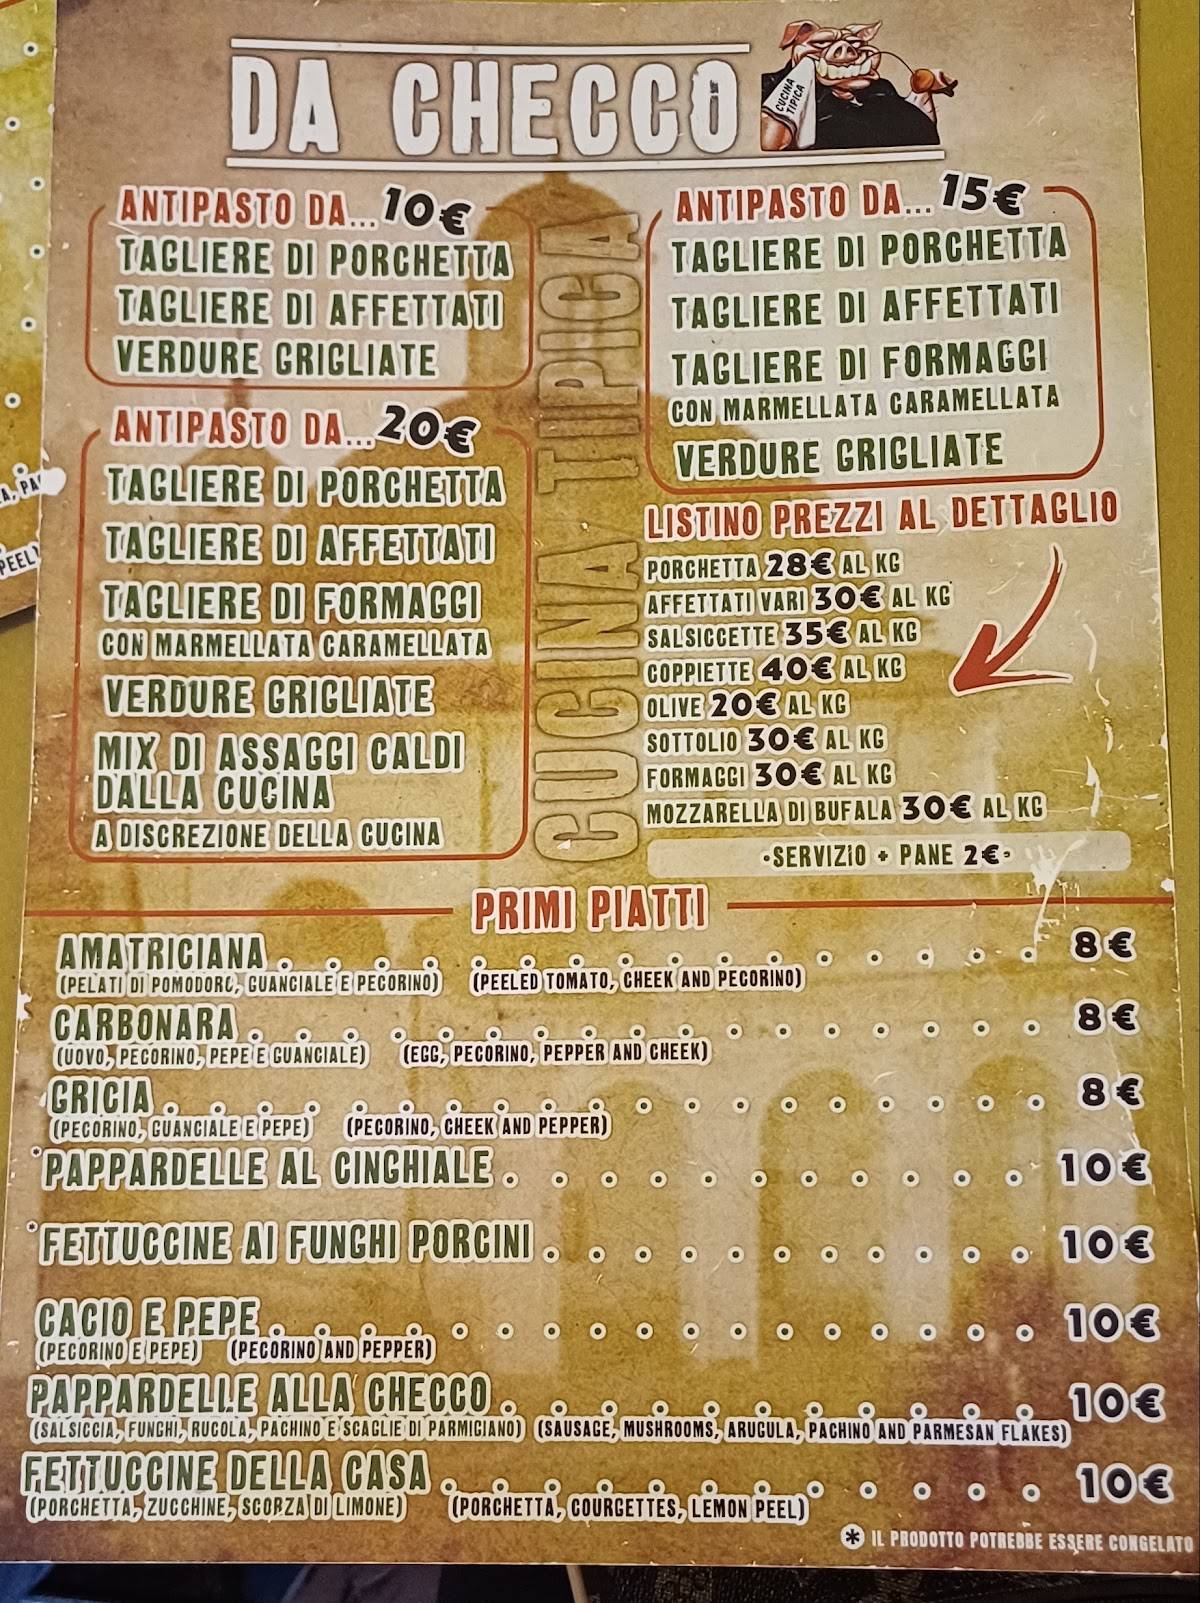 DA CHECCO
CUCINA
TIPICA
ANTIPASTO DA... 10€
TAGLIERE DI PORCHETTA
TAGLIERE DI AFFETTATI
VERDURE GRIGLIATE
ANTIPASTO DA... 15€
TAGLIERE DI PORCHETTA
TAGLIERE DI AFFETTATI
TAGLIERE DI FORMAGGI
CON MARMELLATA CARAMELLATA
VERDURE GRIGLIATE
ANTIPASTO DA... 20€
TAGLIERE DI PORCHETTA
TAGLIERE DI AFFETTATI
TAGLIERE DI FORMAGGI
CON MARMELLATA CARAMELLATA
VERDURE GRIGLIATE
MIX DI ASSAGGI CALDI
DALLA CUCINA
A DISCREZIONE DELLA CUCINA
CUCINA TIPICA
LISTINO PREZZI AL DETTAGLIO
PORCHETTA 28€ AL KG
AFFETTATI VARI 30€ AL KG
SALSICCETTE 35€ AL KG
COPPIETTE 40€ AL KG
OLIVE 20€ AL KG
SOTTOLIO 30€ AL KG
FORMAGGI 30€ AL KG
MOZZARELLA DI BUFALA 30€ AL KG
•SERVIZIO + PANE 2€•
PRIMI PIATTI
AMATRICIANA . . . . . . . . . . . . . . . . 8€
(PELATI DI POMODORO, GUANCIALE E PECORINO) (PEELED TOMATO, CHEEK AND PECORINO)
CARBONARA . . . . . . . . . . . . . . . . 8€
(UOVO, PECORINO, PEPE E GUANCIALE) (EGG, PECORINO, PEPPER AND CHEEK)
GRICIA . . . . . . . . . . . . . . . . . . 8€
(PECORINO, GUANCIALE E PEPE) (PECORINO, CHEEK AND PEPPER)
*PAPPARDELLE AL CINGHIALE . . . . . . . . . . . 10€
*FETTUCCINE AI FUNGHI PORCINI . . . . . . . . . . . 10€
CACIO E PEPE . . . . . . . . . . . . . . . . 10€
(PECORINO E PEPE) (PECORINO AND PEPPER)
PAPPARDELLE ALLA CHECCO . . . . . . . . . . . 10€
(SALSICCIA, FUNGHI, RUCOLA, PACHINO E SCAGLIE DI PARMIGIANO) (SAUSAGE, MUSHROOMS, ARUGULA, PACHINO AND PARMESAN FLAKES)
FETTUCCINE DELLA CASA . . . . . . . . . . . . 10€
(PORCHETTA, ZUCCHINE, SCORZA DI LIMONE) (PORCHETTA, COURGETTES, LEMON PEEL)
* IL PRODOTTO POTREBBE ESSERE CONGELATO
PEEL)